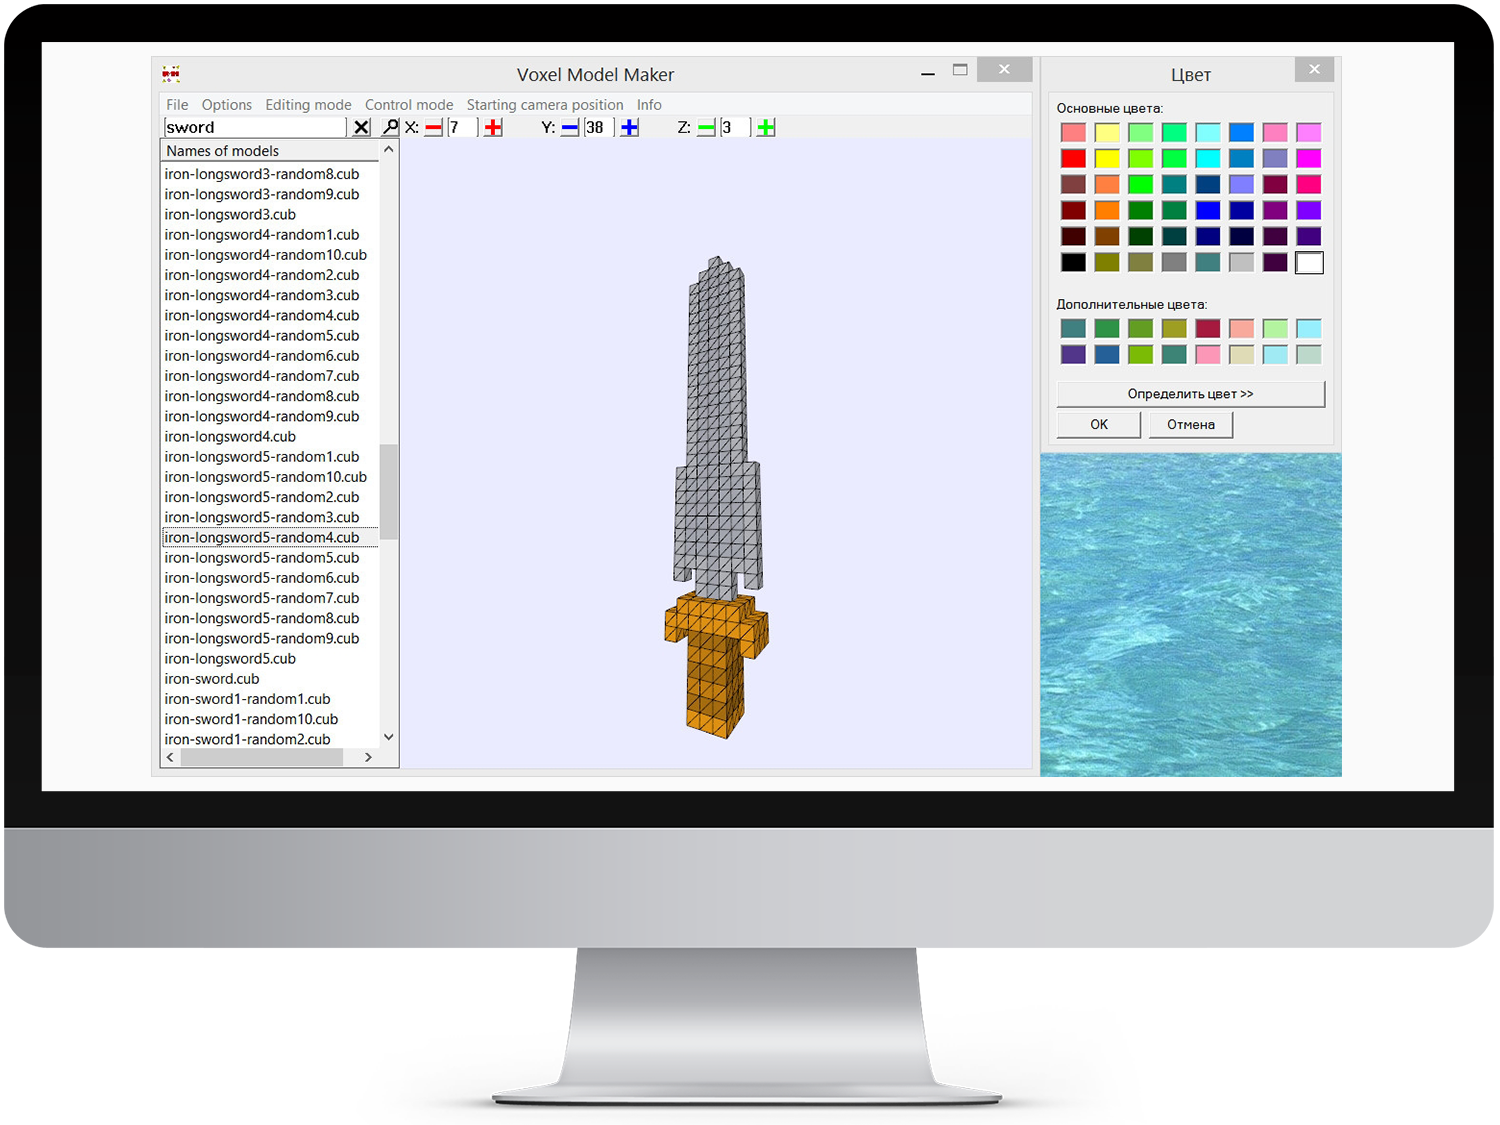 Voxel Model Maker
File Options Editing mode Control mode Starting camera position Info
sword X: 7 Y: 38 Z: 3
Names of models
iron-longsword3-random8.cub
iron-longsword3-random9.cub
iron-longsword3.cub
iron-longsword4-random1.cub
iron-longsword4-random10.cub
iron-longsword4-random2.cub
iron-longsword4-random3.cub
iron-longsword4-random4.cub
iron-longsword4-random5.cub
iron-longsword4-random6.cub
iron-longsword4-random7.cub
iron-longsword4-random8.cub
iron-longsword4-random9.cub
iron-longsword4.cub
iron-longsword5-random1.cub
iron-longsword5-random10.cub
iron-longsword5-random2.cub
iron-longsword5-random3.cub
iron-longsword5-random4.cub
iron-longsword5-random5.cub
iron-longsword5-random6.cub
iron-longsword5-random7.cub
iron-longsword5-random8.cub
iron-longsword5-random9.cub
iron-longsword5.cub
iron-sword.cub
iron-sword1-random1.cub
iron-sword1-random10.cub
iron-sword1-random2.cub
Цвет
Основные цвета:
Дополнительные цвета:
Определить цвет >>
OK Отмена